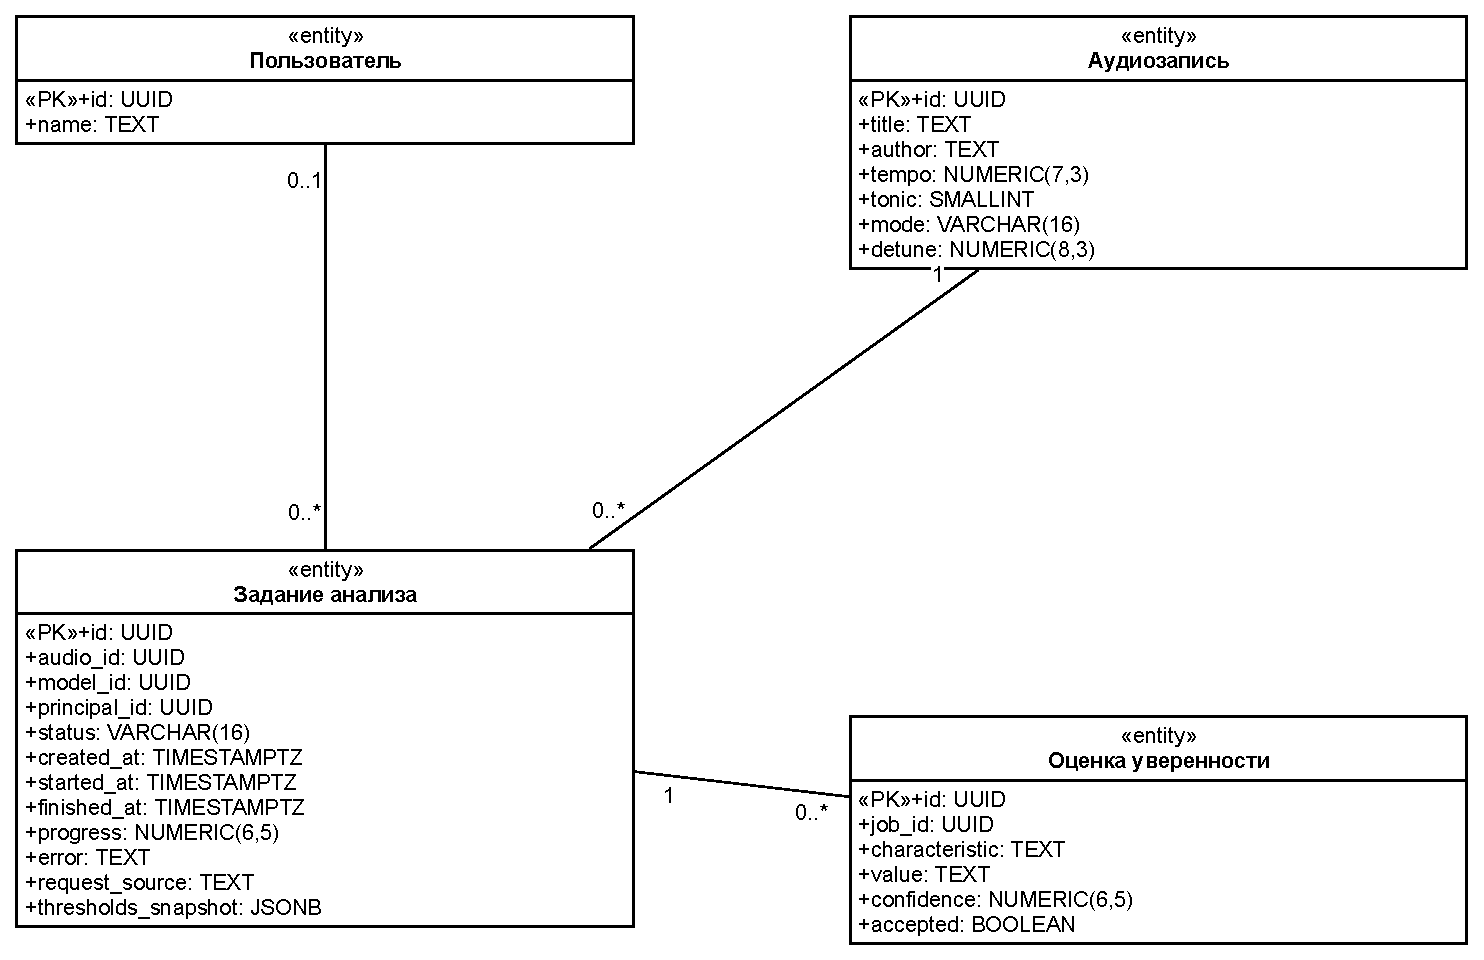 «entity»
Пользователь
«PK»+id: UUID
+name: TEXT
0..1
0..*
«entity»
Аудиозапись
«PK»+id: UUID
+title: TEXT
+author: TEXT
+tempo: NUMERIC(7,3)
+tonic: SMALLINT
+mode: VARCHAR(16)
+detune: NUMERIC(8,3)
1
0..*
«entity»
Задание анализа
«PK»+id: UUID
+audio_id: UUID
+model_id: UUID
+principal_id: UUID
+status: VARCHAR(16)
+created_at: TIMESTAMPTZ
+started_at: TIMESTAMPTZ
+finished_at: TIMESTAMPTZ
+progress: NUMERIC(6,5)
+error: TEXT
+request_source: TEXT
+thresholds_snapshot: JSONB
1
0..*
«entity»
Оценка уверенности
«PK»+id: UUID
+job_id: UUID
+characteristic: TEXT
+value: TEXT
+confidence: NUMERIC(6,5)
+accepted: BOOLEAN